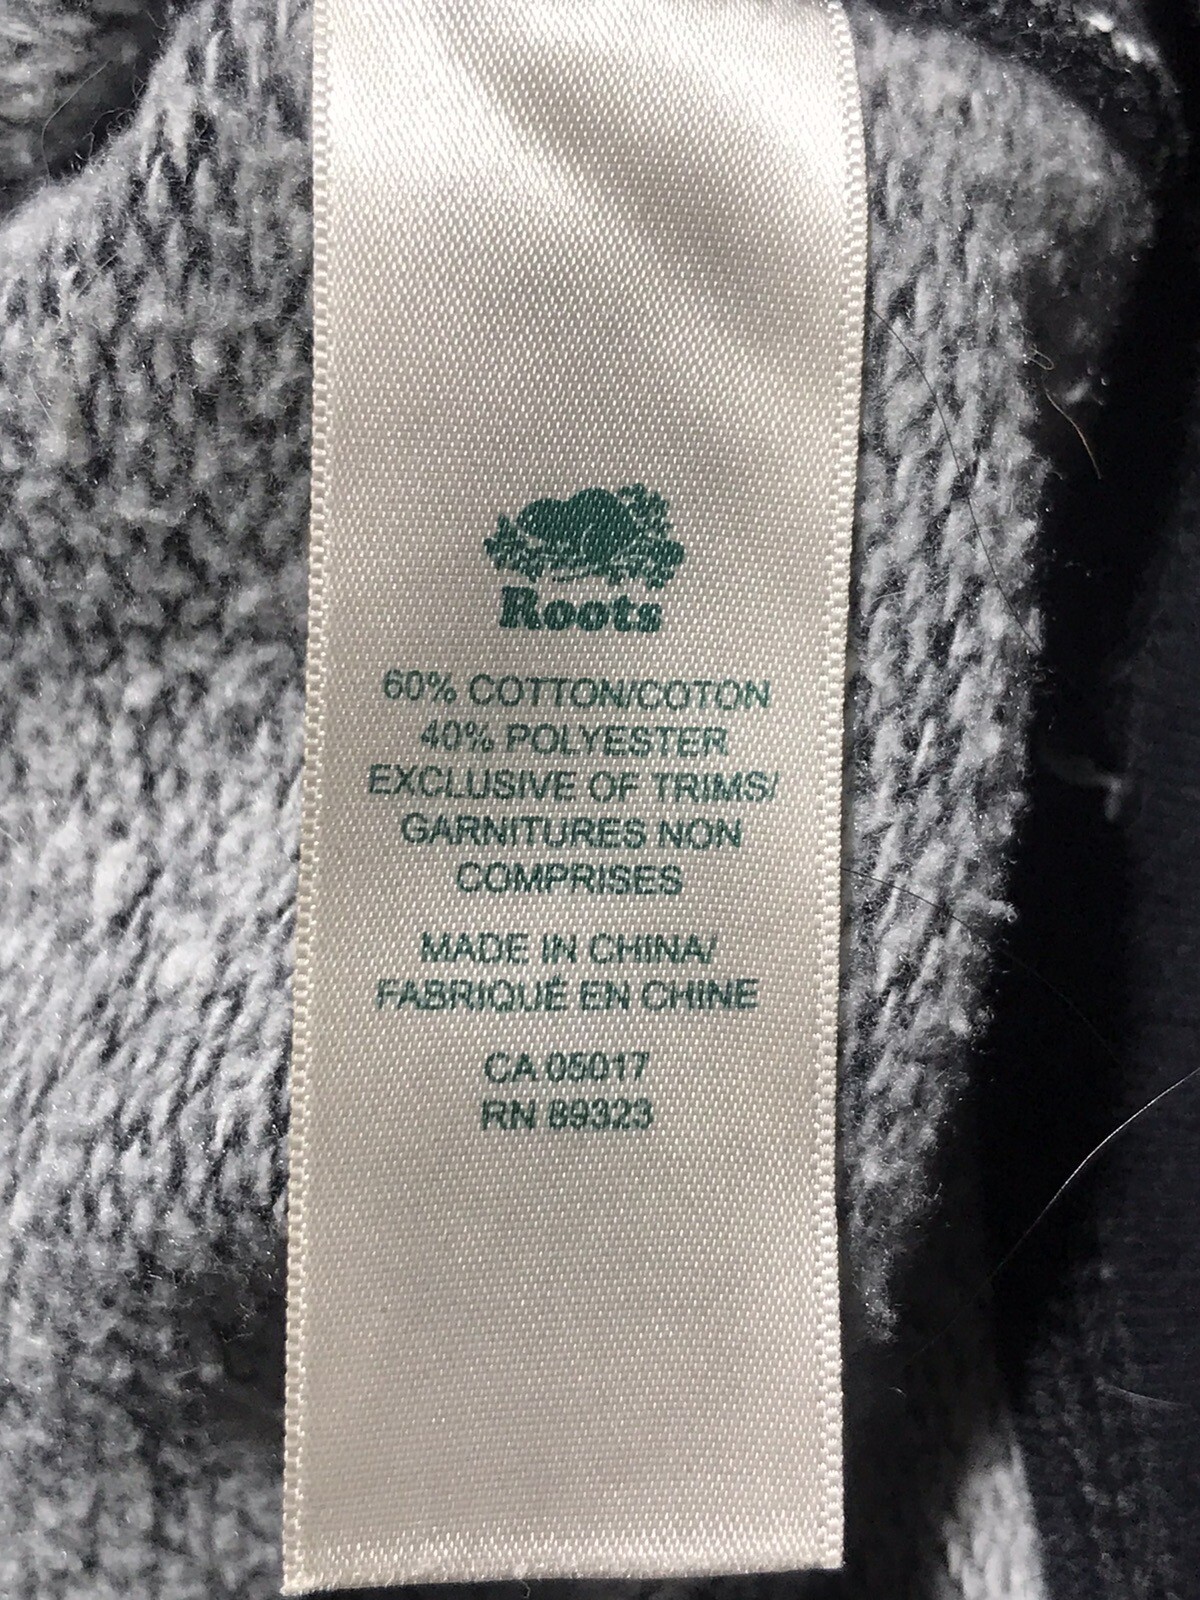 Roots
60% COTTON/COTON
40% POLYESTER
EXCLUSIVE OF TRIMS/
GARNITURES NON
COMPRISES
MADE IN CHINA/
FABRIQUÉ EN CHINE
CA 05017
RN 89323